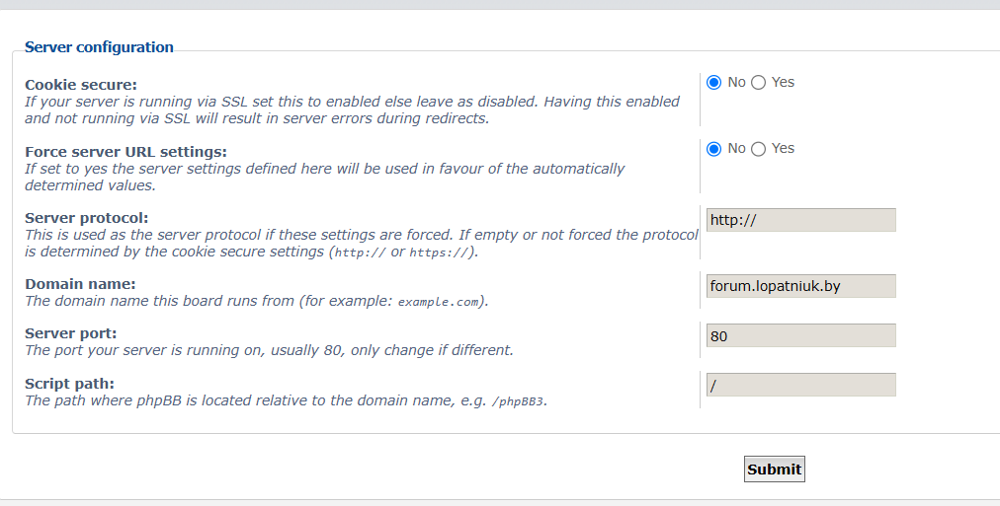 Server configuration
Cookie secure:
If your server is running via SSL set this to enabled else leave as disabled. Having this enabled
and not running via SSL will result in server errors during redirects.
No Yes
Force server URL settings:
If set to yes the server settings defined here will be used in favour of the automatically
determined values.
No Yes
Server protocol:
This is used as the server protocol if these settings are forced. If empty or not forced the protocol
is determined by the cookie secure settings (http:// or https://).
http://
Domain name:
The domain name this board runs from (for example: example.com).
forum.lopatniuk.by
Server port:
The port your server is running on, usually 80, only change if different.
80
Script path:
The path where phpBB is located relative to the domain name, e.g. /phpBB3.
/
Submit